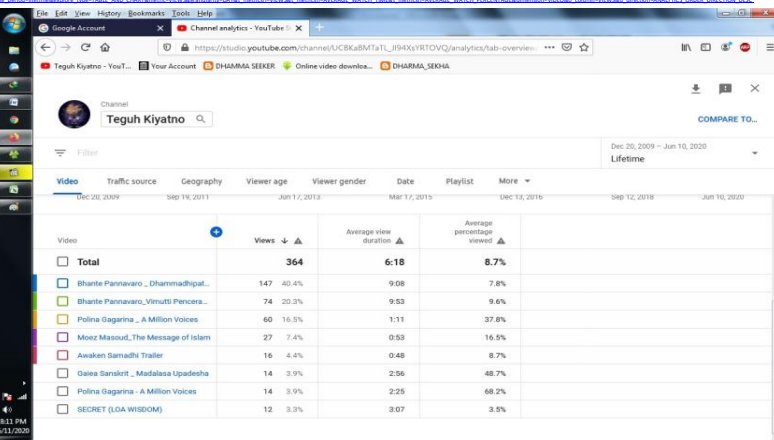 File Edit View History Bookmarks Tools Help
Google Account
Channel analytics - YouTube
https://studio.youtube.com/channel/UCBKaBMTaTL_JI94XsYRTOVQ/analytics/tab-overview
Teguh Kiyatno - YouT... Your Account DHAMMA SEEKER Online video downloa... DHARMA_SEKHA
Channel
Teguh Kiyatno
COMPARE TO...
Filter
Dec 20, 2009 – Jun 10, 2020
Lifetime
Video Traffic source Geography Viewer age Viewer gender Date Playlist More
Dec 20, 2009 Sep 19, 2011 Jun 17, 2013 Mar 17, 2015 Dec 13, 2016 Sep 12, 2018 Jun 10, 2020
Video Views Average view duration Average percentage viewed
Total 364 6:18 8.7%
Bhante Pannavaro _ Dhammadhipat... 147 40.4% 9:08 7.8%
Bhante Pannavaro_Vimutti Pencera... 74 20.3% 9:53 9.6%
Polina Gagarina _ A Million Voices 60 16.5% 1:11 37.8%
Moez Masoud_The Message of Islam 27 7.4% 0:53 16.5%
Awaken Samadhi Trailer 16 4.4% 0:48 8.7%
Gaiea Sanskrit _ Madalasa Upadesha 14 3.9% 2:56 48.7%
Polina Gagarina - A Million Voices 14 3.9% 2:25 68.2%
SECRET (LOA WISDOM) 12 3.3% 3:07 3.5%
8:11 PM
/11/2020